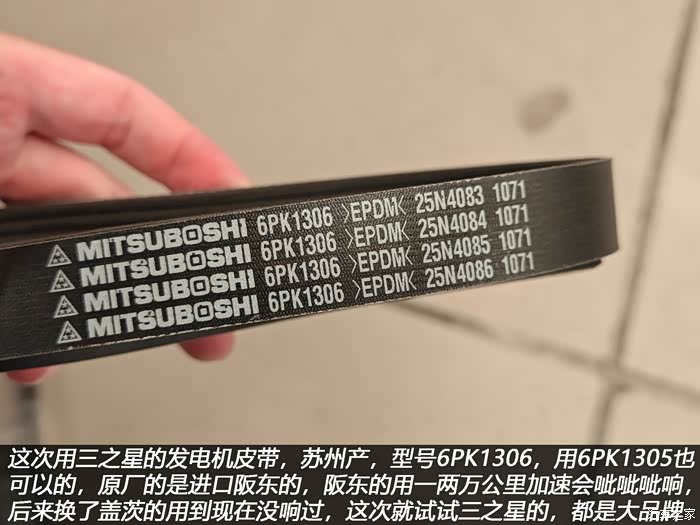 MITSUBOSHI 6PK1306 >EPDM< 25N4083 1071
MITSUBOSHI 6PK1306 >EPDM< 25N4084 1071
MITSUBOSHI 6PK1306 >EPDM< 25N4085 1071
MITSUBOSHI 6PK1306 >EPDM< 25N4086 1071
这次用三之星的发电机皮带，苏州产，型号6PK1306，用6PK1305也
可以的，原厂的是进口阪东的，阪东的用一两万公里加速会呲呲呲响，
后来换了盖茨的用到现在没响过，这次就试试三之星的，都是大品牌，